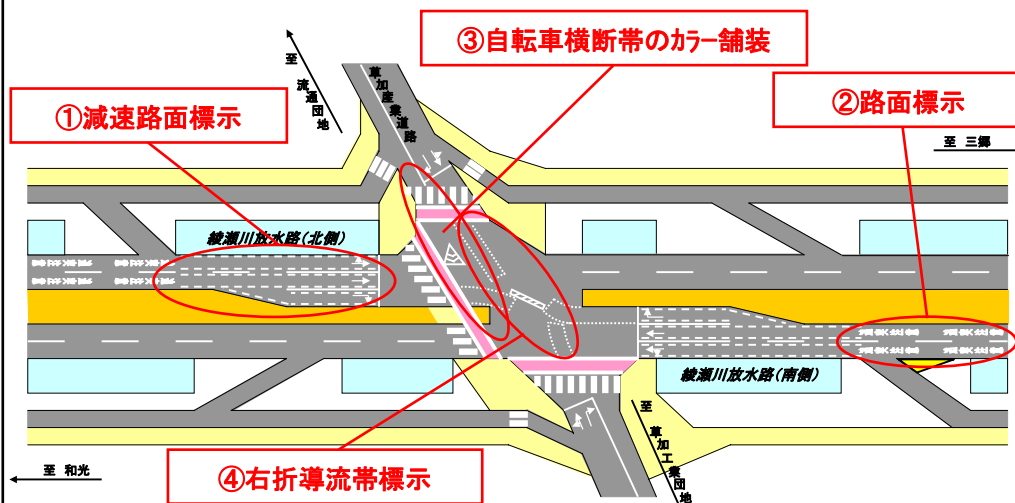 ③自転車横断帯のカラー舗装
至 流通団地
草加産業道路
①減速路面標示
②路面標示
至 三郷
綾瀬川放水路(北側)
綾瀬川放水路(南側)
至 草加工業団地
至 和光
④右折導流帯標示